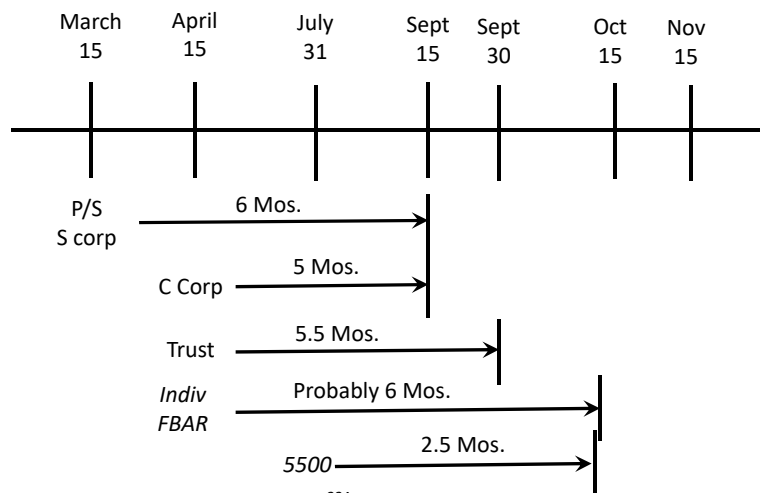 March April July Sept Sept Oct Nov
15 15 31 15 30 15 15
P/S 6 Mos.
S corp
C Corp 5 Mos.
Trust 5.5 Mos.
Indiv Probably 6 Mos.
FBAR
5500 2.5 Mos.